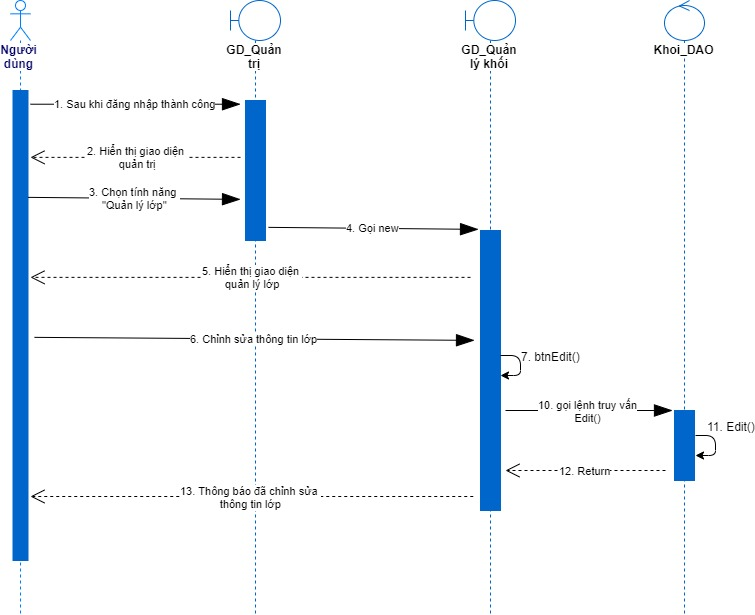 Người
dùng
GD_Quản
trị
GD_Quản
lý khối
Khoi_DAO
1. Sau khi đăng nhập thành công
2. Hiển thị giao diện
quản trị
3. Chọn tính năng
"Quản lý lớp"
4. Gọi new
5. Hiển thị giao diện
quản lý lớp
6. Chỉnh sửa thông tin lớp
7. btnEdit()
10. gọi lệnh truy vấn
Edit()
11. Edit()
12. Return
13. Thông báo đã chỉnh sửa
thông tin lớp